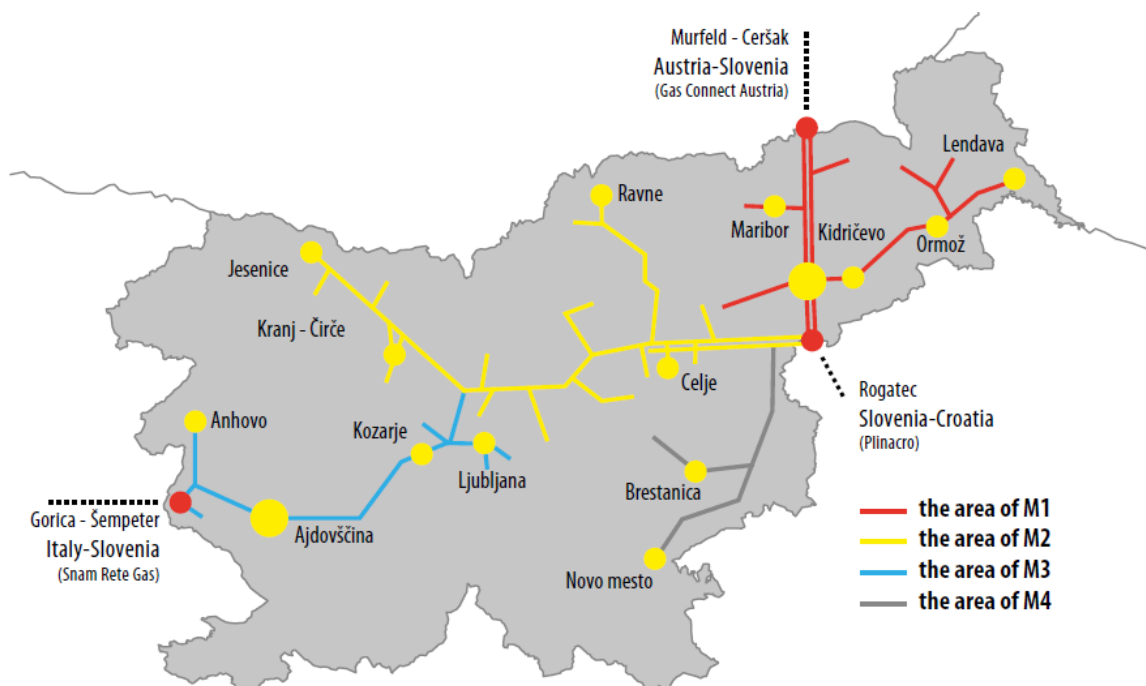 Murfeld - Ceršak
Austria-Slovenia
(Gas Connect Austria)
Lendava
Ravne
Maribor
Kidričevo
Ormož
Jesenice
Kranj - Čirče
Celje
Rogatec
Slovenia-Croatia
(Plinacro)
Anhovo
Kozarje
Ljubljana
Brestanica
Gorica - Šempeter
Italy-Slovenia
(Snam Rete Gas)
Ajdovščina
Novo mesto
the area of M1
the area of M2
the area of M3
the area of M4